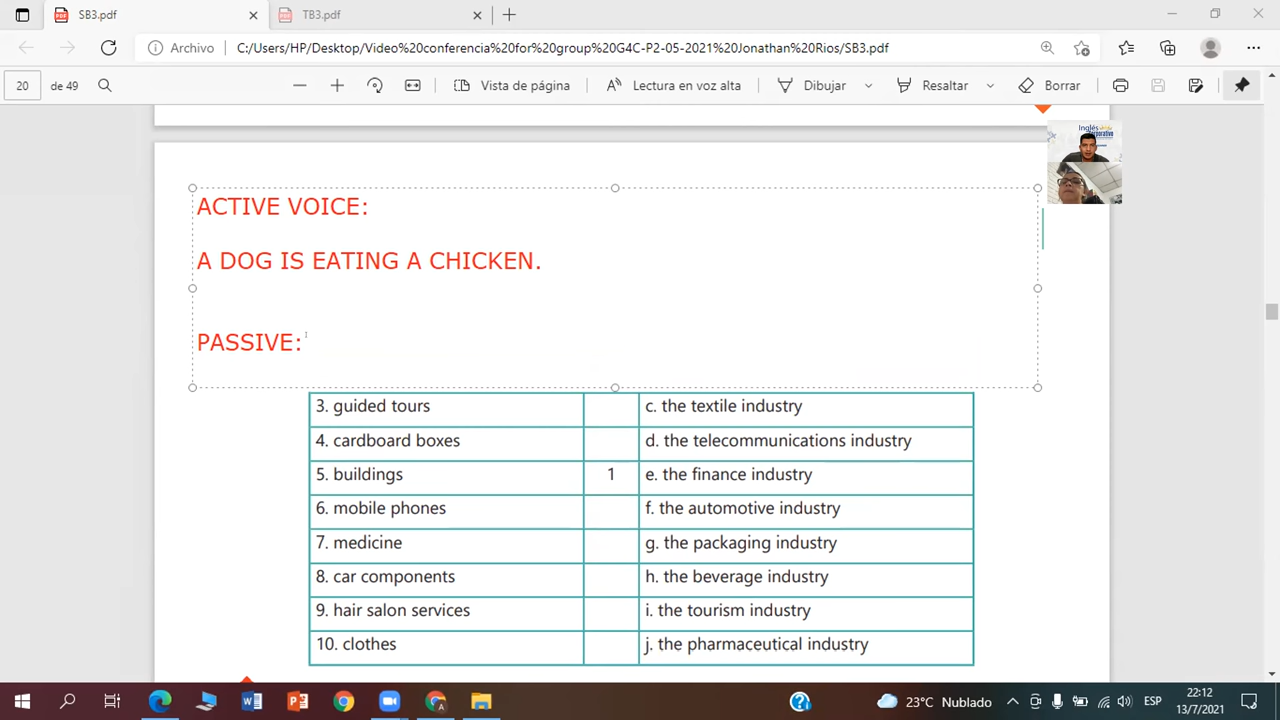 SB3.pdf
TB3.pdf
Archivo
C:/Users/HP/Desktop/Video%20conferencia%20for%20group%20G4C-P2-05-2021%20Jonathan%20Rios/SB3.pdf
20 de 49
Vista de página
Lectura en voz alta
Dibujar
Resaltar
Borrar
Inglés
ACTIVE VOICE:
A DOG IS EATING A CHICKEN.
PASSIVE:
3. guided tours c. the textile industry
4. cardboard boxes d. the telecommunications industry
5. buildings 1 e. the finance industry
6. mobile phones f. the automotive industry
7. medicine g. the packaging industry
8. car components h. the beverage industry
9. hair salon services i. the tourism industry
10. clothes j. the pharmaceutical industry
23°C Nublado
ESP
22:12
13/7/2021